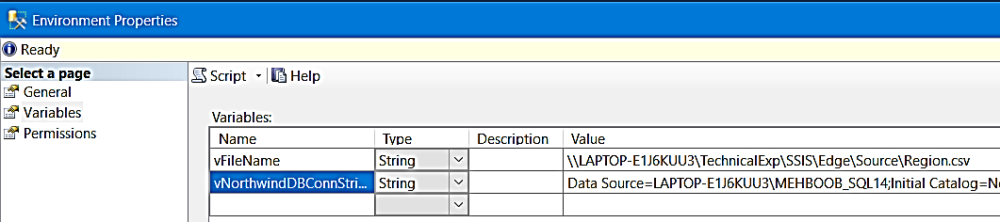 Environment Properties
Ready
Select a page
General
Variables
Permissions
Script
Help
Variables:
Name Type Description Value
vFileName String \\LAPTOP-E1J6KUU3\TechnicalExp\SSIS\Edge\Source\Region.csv
vNorthwindDBConnStri... String Data Source=LAPTOP-E1J6KUU3\MEHBOOB_SQL14;Initial Catalog=No